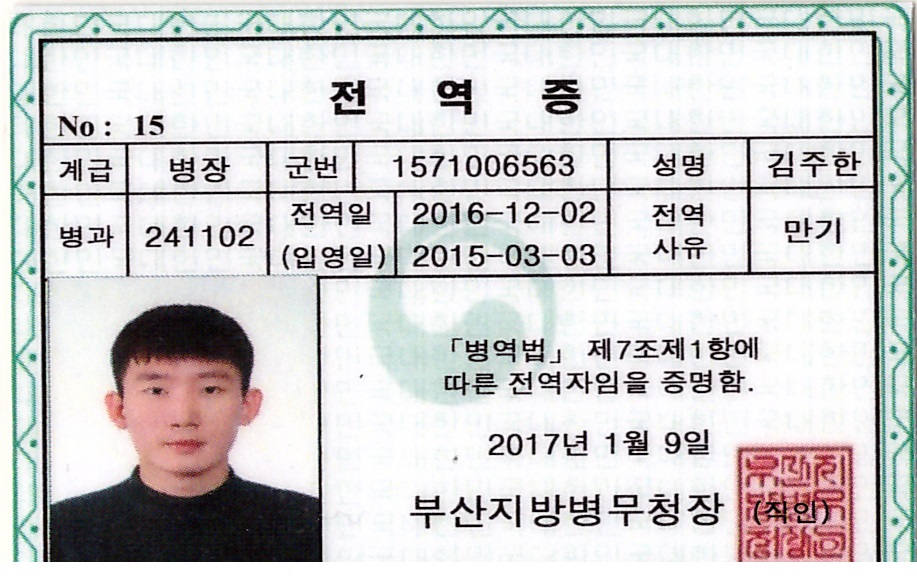 전 역 증
No : 15
계급 병장 군번 1571006563 성명 김주한
병과 241102 전역일 2016-12-02 전역 만기
(입영일) 2015-03-03 사유
「병역법」 제7조제1항에
따른 전역자임을 증명함.
2017년 1월 9일
부산지방병무청장 (직인)